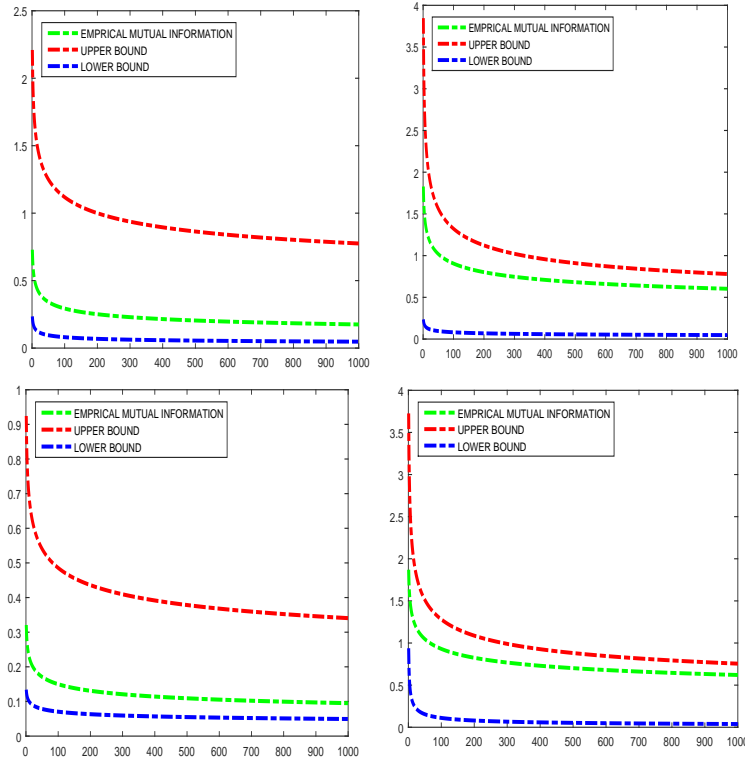 2.5
2
1.5
1
0.5
0
0 100 200 300 400 500 600 700 800 900 1000
EMPRICAL MUTUAL INFORMATION
UPPER BOUND
LOWER BOUND
4
3.5
3
2.5
2
1.5
1
0.5
0
0 100 200 300 400 500 600 700 800 900 1000
EMPRICAL MUTUAL INFORMATION
UPPER BOUND
LOWER BOUND
1
0.9
0.8
0.7
0.6
0.5
0.4
0.3
0.2
0.1
0
0 100 200 300 400 500 600 700 800 900 1000
EMPRICAL MUTUAL INFORMATION
UPPER BOUND
LOWER BOUND
4
3.5
3
2.5
2
1.5
1
0.5
0
0 100 200 300 400 500 600 700 800 900 1000
EMPRICAL MUTUAL INFORMATION
UPPER BOUND
LOWER BOUND